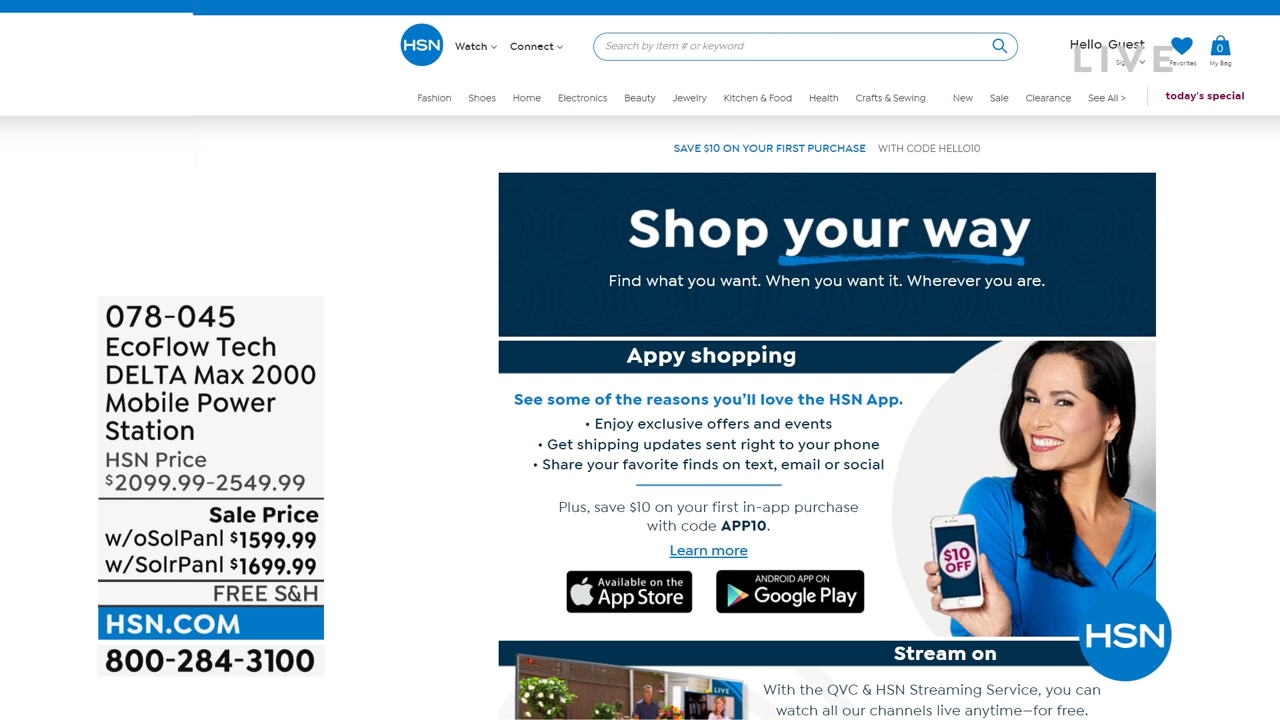 HSN
Watch
Connect
Search by item # or keyword
Hello, Guest
LIVE
Favorites
0
My Bag
Fashion
Shoes
Home
Electronics
Beauty
Jewelry
Kitchen & Food
Health
Crafts & Sewing
New
Sale
Clearance
See All >
today's special
SAVE $10 ON YOUR FIRST PURCHASE WITH CODE HELLO10
Shop your way
Find what you want. When you want it. Wherever you are.
Appy shopping
See some of the reasons you'll love the HSN App.
• Enjoy exclusive offers and events
• Get shipping updates sent right to your phone
• Share your favorite finds on text, email or social
Plus, save $10 on your first in-app purchase
with code APP10.
Learn more
Available on the
App Store
ANDROID APP ON
Google Play
$10
OFF
HSN
Stream on
With the QVC & HSN Streaming Service, you can
watch all our channels live anytime—for free.
LIVE
078-045
EcoFlow Tech
DELTA Max 2000
Mobile Power
Station
HSN Price
$2099.99-2549.99
Sale Price
w/oSolPanl $1599.99
w/SolrPanl $1699.99
FREE S&H
HSN.COM
800-284-3100